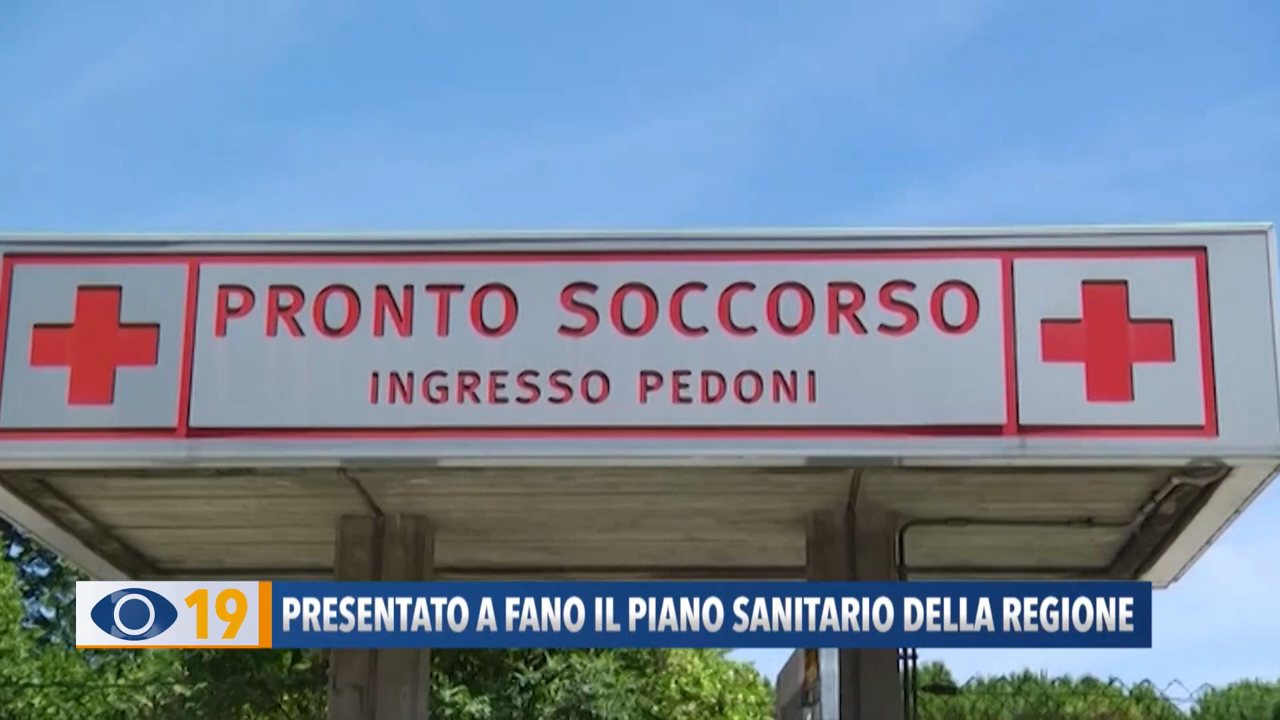 PRONTO SOCCORSO
INGRESSO PEDONI
19 PRESENTATO A FANO IL PIANO SANITARIO DELLA REGIONE